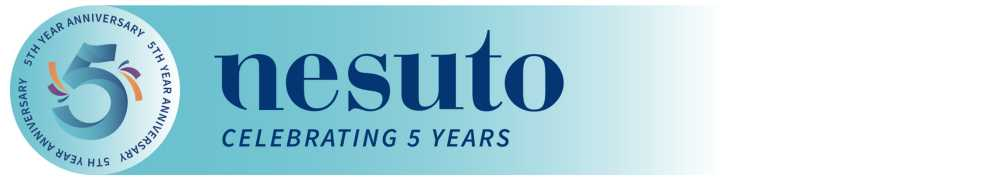 5TH YEAR ANNIVERSARY 5TH YEAR ANNIVERSARY 5TH YEAR ANNIVERSARY
5
nesuto
CELEBRATING 5 YEARS